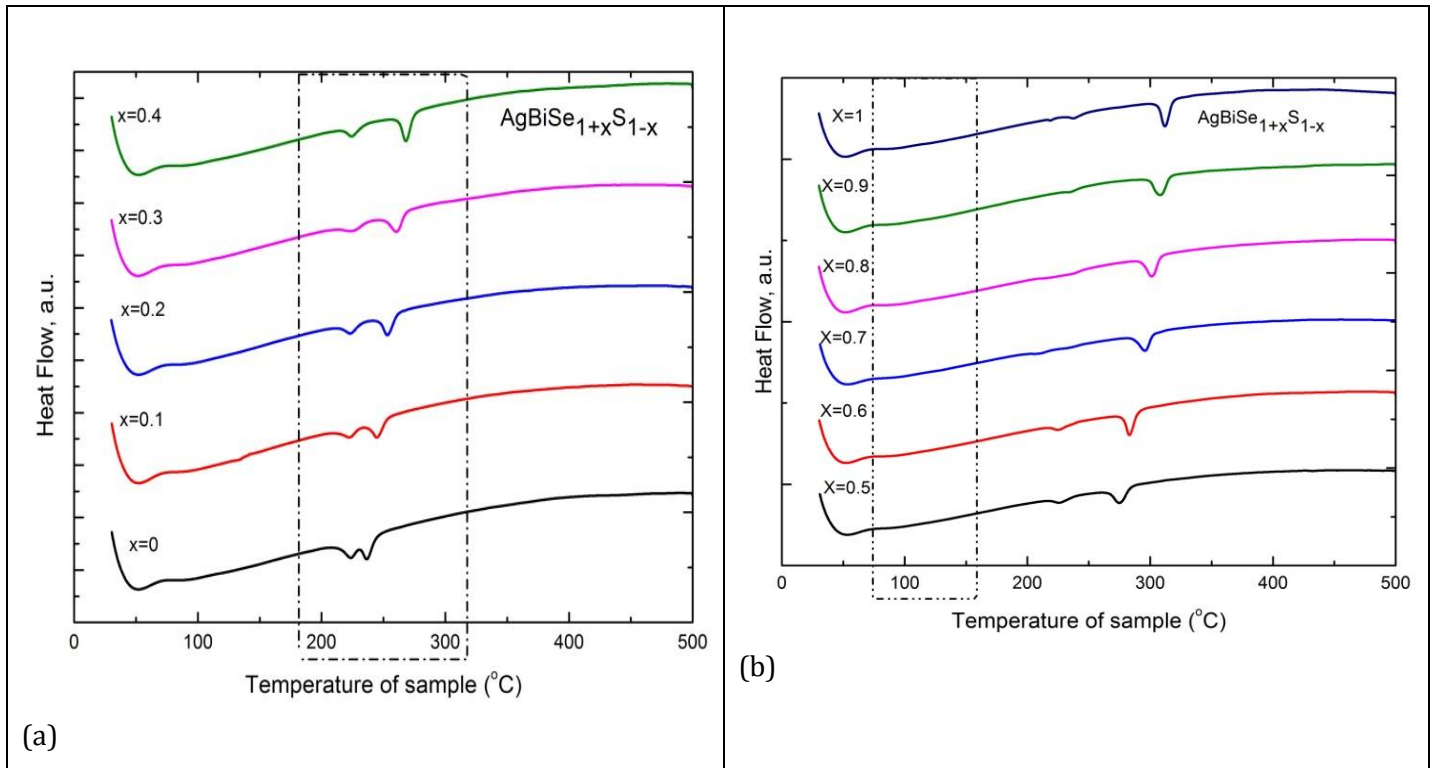 x=0.4
AgBiSe1+xS1-x
x=0.3
x=0.2
x=0.1
x=0
Heat Flow, a.u.
0 100 200 300 400 500
Temperature of sample (°C)
(a)
X=1
AgBiSe1+xS1-x
X=0.9
X=0.8
X=0.7
X=0.6
X=0.5
Heat Flow, a.u.
0 100 200 300 400 500
Temperature of sample (°C)
(b)